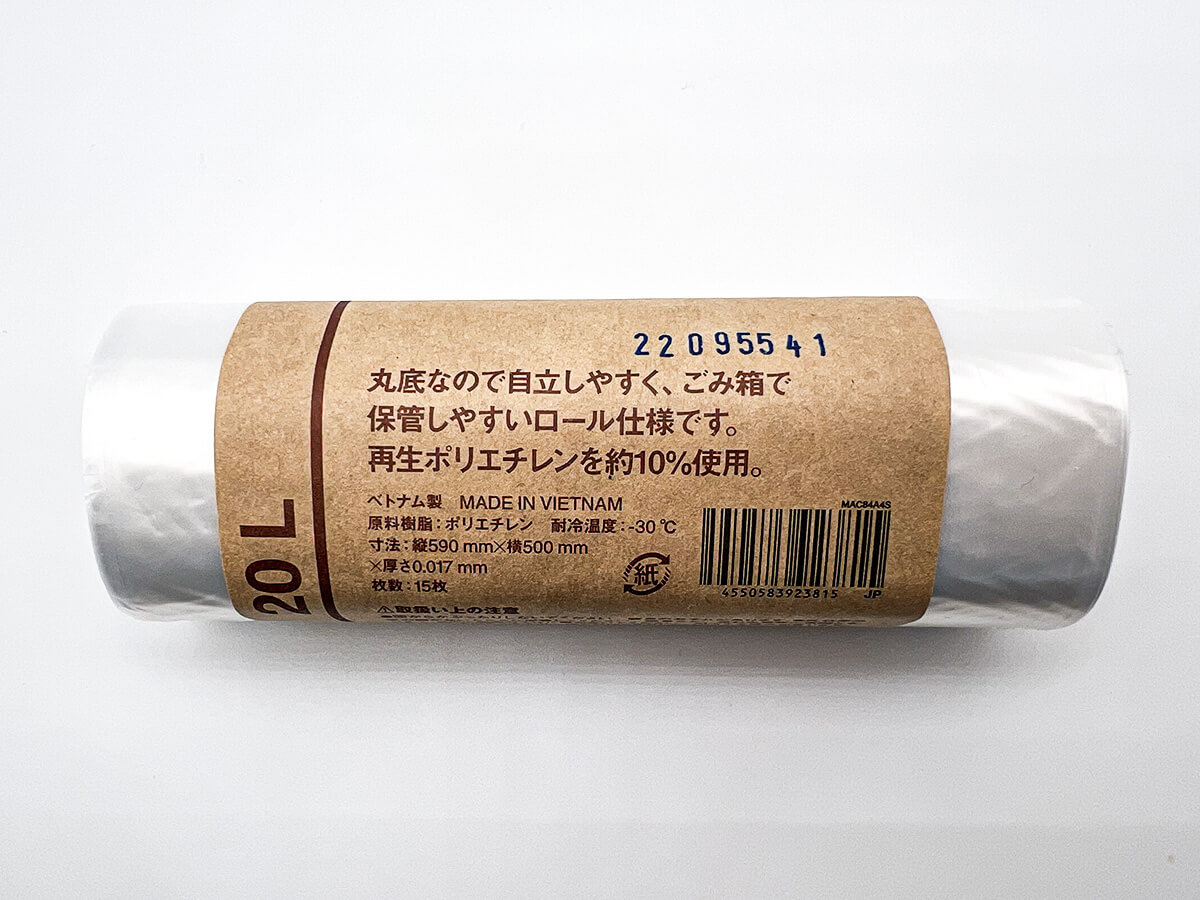 20L
22095541
丸底なので自立しやすく、ごみ箱で
保管しやすいロール仕様です。
再生ポリエチレンを約10%使用。
ベトナム製 MADE IN VIETNAM
原料樹脂:ポリエチレン 耐冷温度:-30℃
寸法:縦590 mm×横500 mm
×厚さ0.017 mm
枚数:15枚
紙
MAC84A4S
4550583923815 JP
⚠取扱い上の注意